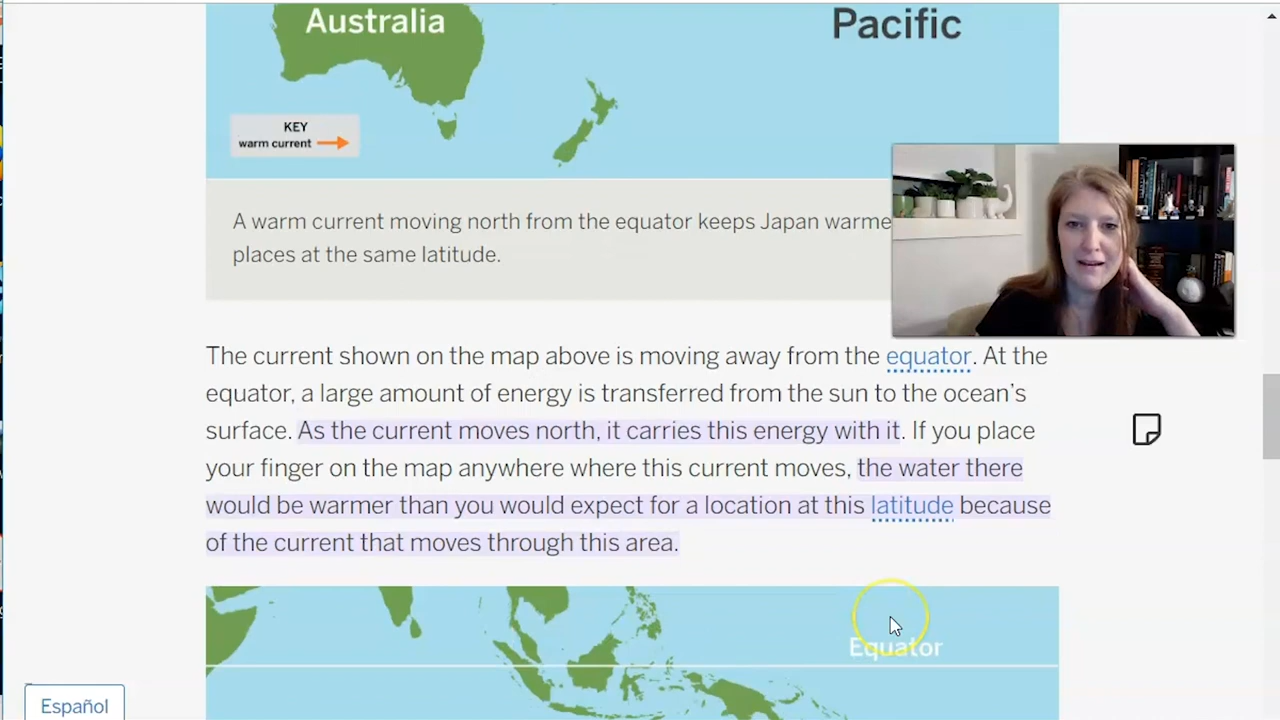 Australia
Pacific
KEY
warm current
A warm current moving north from the equator keeps Japan warme
places at the same latitude.
The current shown on the map above is moving away from the equator. At the
equator, a large amount of energy is transferred from the sun to the ocean’s
surface. As the current moves north, it carries this energy with it. If you place
your finger on the map anywhere where this current moves, the water there
would be warmer than you would expect for a location at this latitude because
of the current that moves through this area.
Equator
Español